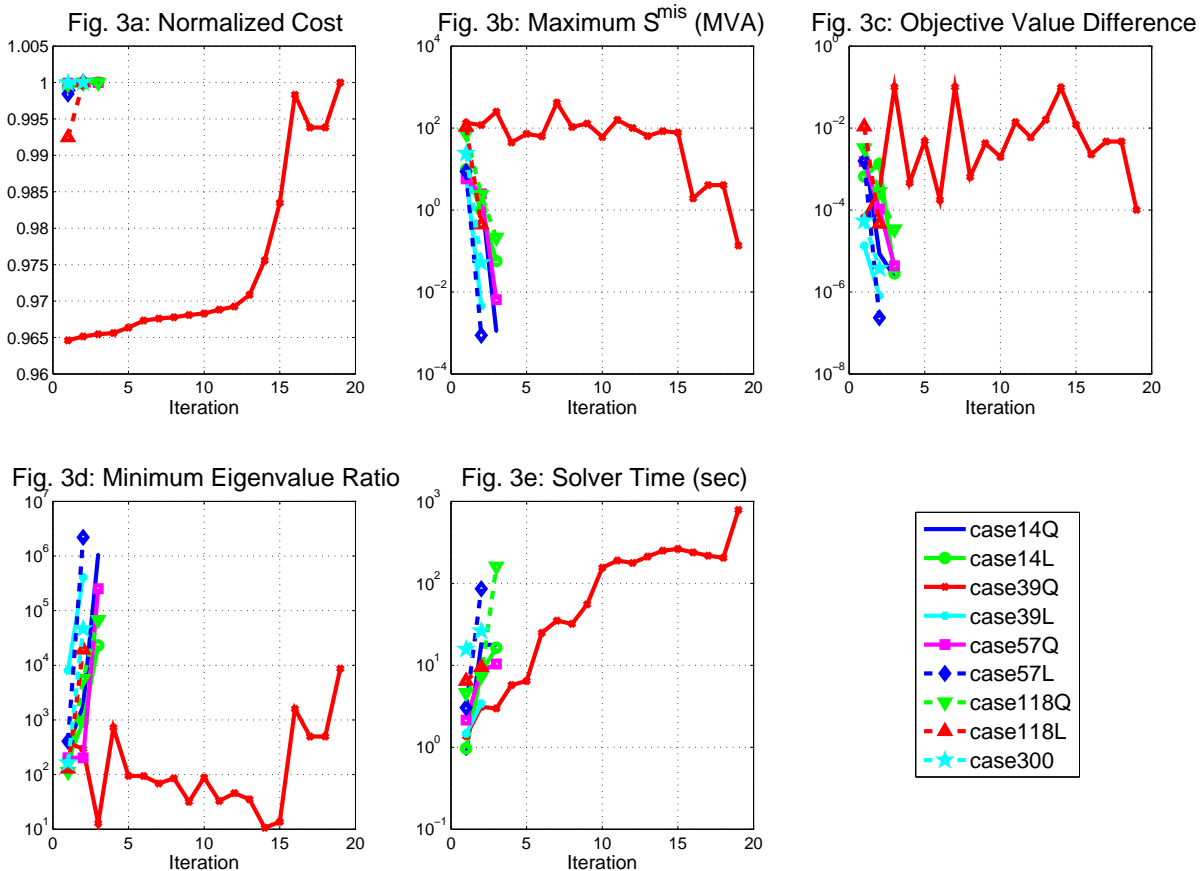 Fig. 3a: Normalized Cost
1.005
1
0.995
0.99
0.985
0.98
0.975
0.97
0.965
0.96
0 5 10 15 20
Iteration
Fig. 3b: Maximum S^mis (MVA)
10^4
10^2
10^0
10^−2
10^−4
0 5 10 15 20
Iteration
Fig. 3c: Objective Value Difference
10^0
10^−2
10^−4
10^−6
10^−8
0 5 10 15 20
Iteration
Fig. 3d: Minimum Eigenvalue Ratio
10^7
10^6
10^5
10^4
10^3
10^2
10^1
0 5 10 15 20
Iteration
Fig. 3e: Solver Time (sec)
10^3
10^2
10^1
10^0
10^−1
0 5 10 15 20
Iteration
case14Q
case14L
case39Q
case39L
case57Q
case57L
case118Q
case118L
case300